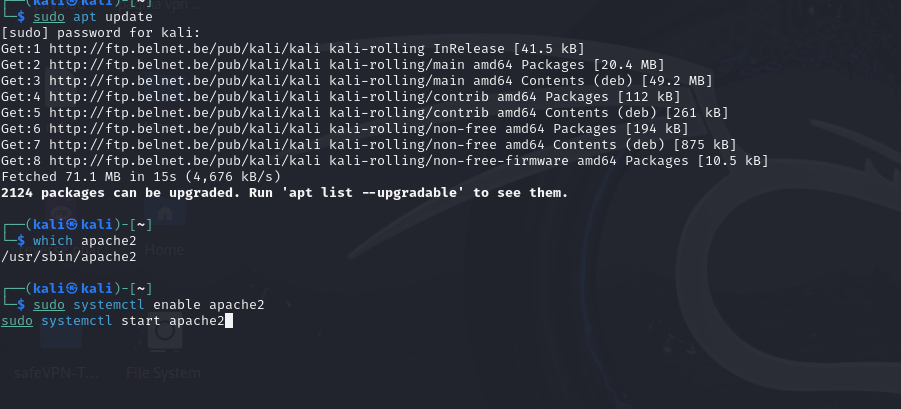 ┌──(kali㉿kali)-[~]
└─$ sudo apt update
[sudo] password for kali:
Get:1 http://ftp.belnet.be/pub/kali/kali kali-rolling InRelease [41.5 kB]
Get:2 http://ftp.belnet.be/pub/kali/kali kali-rolling/main amd64 Packages [20.4 MB]
Get:3 http://ftp.belnet.be/pub/kali/kali kali-rolling/main amd64 Contents (deb) [49.2 MB]
Get:4 http://ftp.belnet.be/pub/kali/kali kali-rolling/contrib amd64 Packages [112 kB]
Get:5 http://ftp.belnet.be/pub/kali/kali kali-rolling/contrib amd64 Contents (deb) [261 kB]
Get:6 http://ftp.belnet.be/pub/kali/kali kali-rolling/non-free amd64 Packages [194 kB]
Get:7 http://ftp.belnet.be/pub/kali/kali kali-rolling/non-free amd64 Contents (deb) [875 kB]
Get:8 http://ftp.belnet.be/pub/kali/kali kali-rolling/non-free-firmware amd64 Packages [10.5 kB]
Fetched 71.1 MB in 15s (4,676 kB/s)
2124 packages can be upgraded. Run 'apt list --upgradable' to see them.
┌──(kali㉿kali)-[~]
└─$ which apache2
Home
/usr/sbin/apache2
┌──(kali㉿kali)-[~]
└─$ sudo systemctl enable apache2
sudo systemctl start apache2
safeVPN-T...
File System